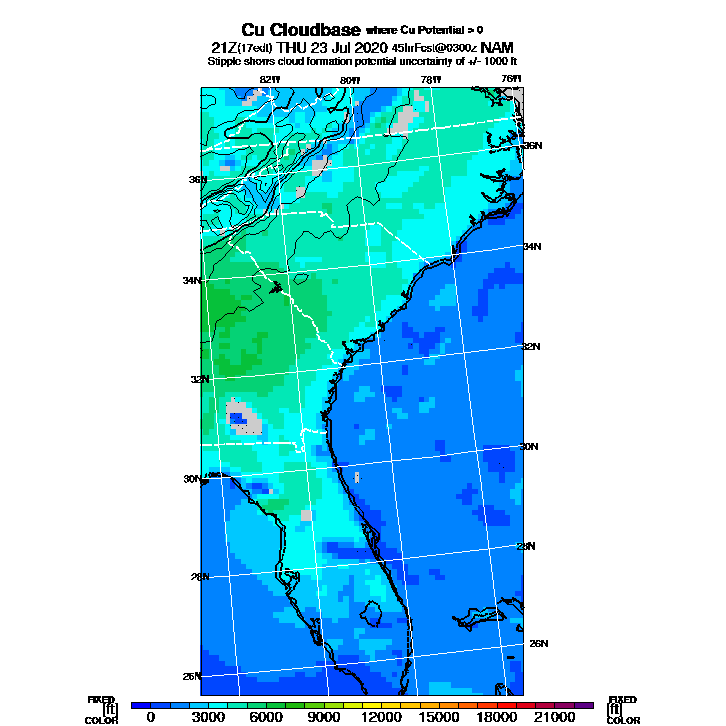 Cu Cloudbase where Cu Potential > 0
21Z(17edt) THU 23 Jul 2020 45hrFcst@0300z NAM
Stipple shows cloud formation potential uncertainty of +/- 1000 ft
82W 80W 78W 76W
36N
36N
34N
34N
32N
32N
30N
30N
28N
28N
26N
26N
FIXED FIXED
[ft] 0 3000 6000 9000 12000 15000 18000 21000 [ft]
COLOR COLOR